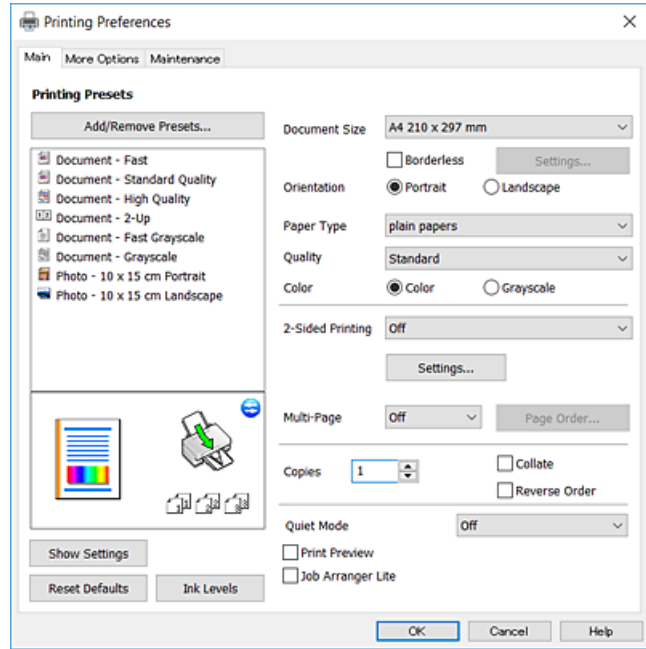 Printing Preferences
Main More Options Maintenance
Printing Presets
Add/Remove Presets...
Document - Fast
Document - Standard Quality
Document - High Quality
Document - 2-Up
Document - Fast Grayscale
Document - Grayscale
Photo - 10 x 15 cm Portrait
Photo - 10 x 15 cm Landscape
Show Settings
Reset Defaults Ink Levels
Document Size A4 210 x 297 mm
Borderless Settings...
Orientation Portrait Landscape
Paper Type plain papers
Quality Standard
Color Color Grayscale
2-Sided Printing Off
Settings...
Multi-Page Off Page Order...
Copies 1 Collate
Reverse Order
Quiet Mode Off
Print Preview
Job Arranger Lite
OK Cancel Help